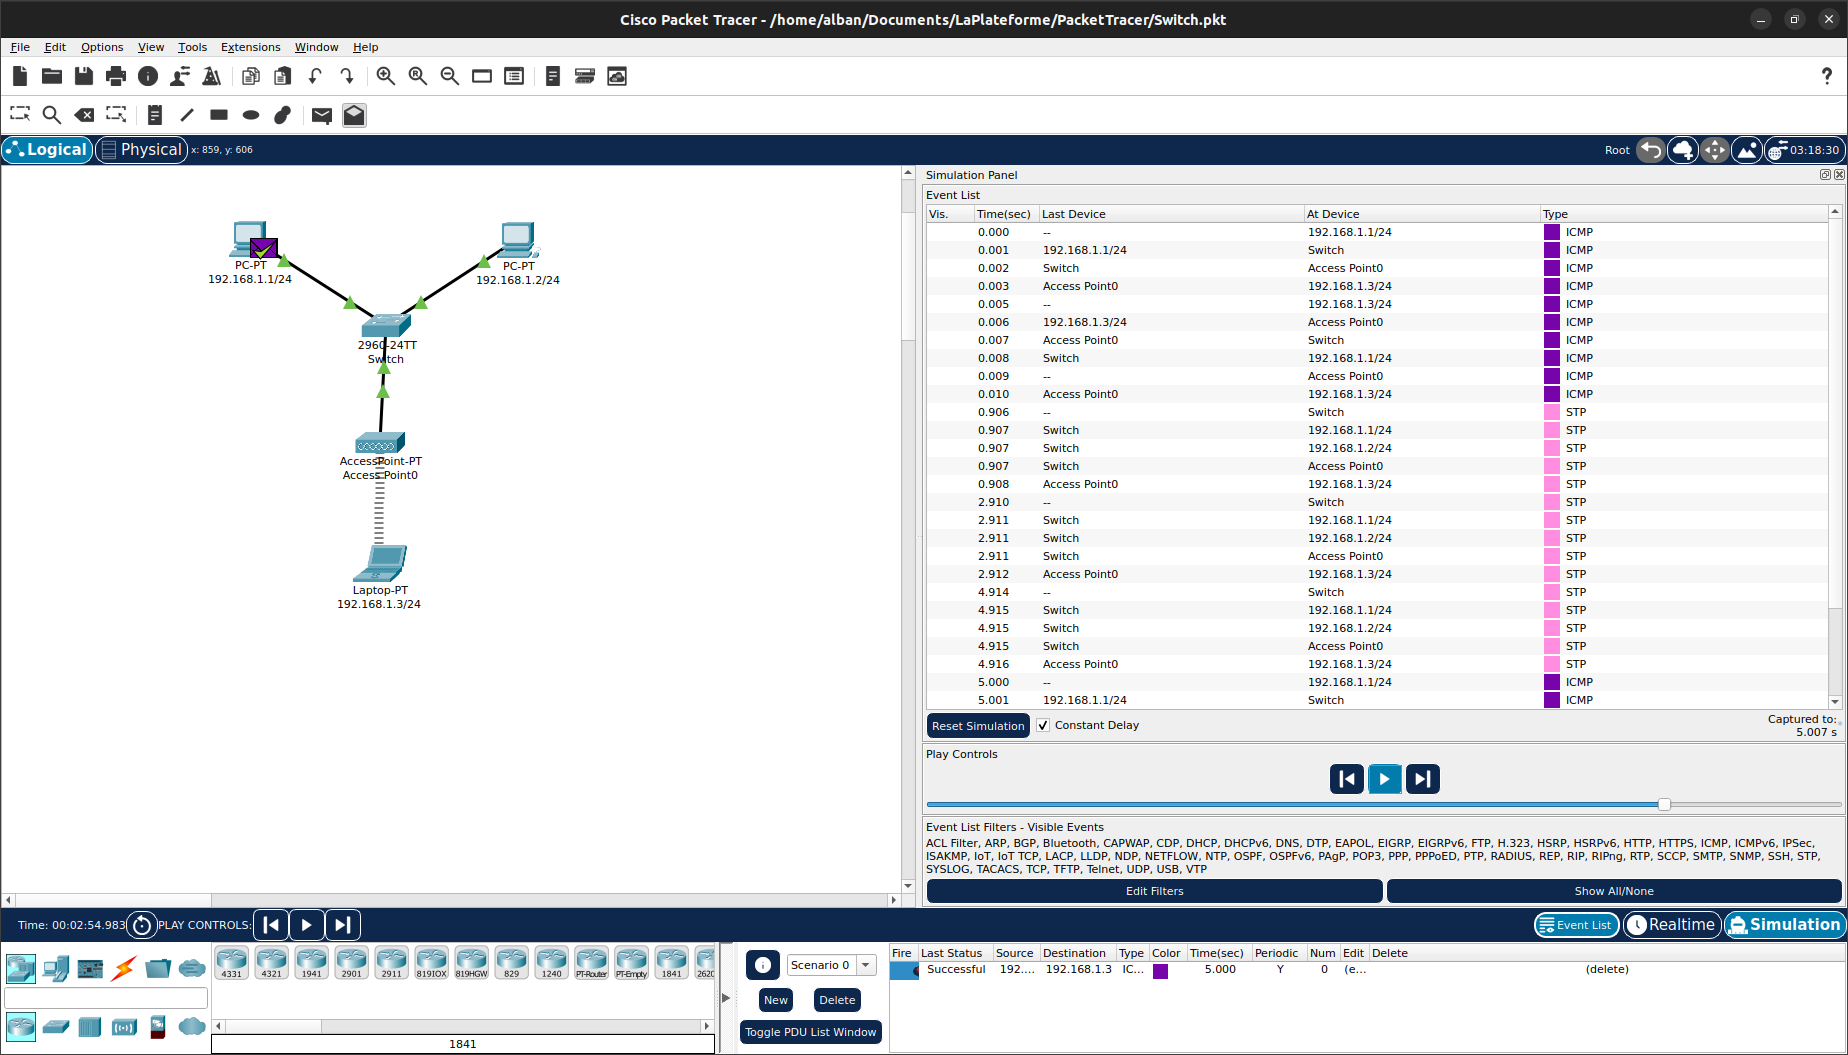 Cisco Packet Tracer - /home/alban/Documents/LaPlateforme/PacketTracer/Switch.pkt
File Edit Options View Tools Extensions Window Help
Logical Physical x: 859, y: 606 Root 03:18:30
PC-PT
192.168.1.1/24
PC-PT
192.168.1.2/24
2960-24TT
Switch
AccessPoint-PT
Access Point0
Laptop-PT
192.168.1.3/24
Simulation Panel
Event List
Vis. Time(sec) Last Device At Device Type
0.000 -- 192.168.1.1/24 ICMP
0.001 192.168.1.1/24 Switch ICMP
0.002 Switch Access Point0 ICMP
0.003 Access Point0 192.168.1.3/24 ICMP
0.005 -- 192.168.1.3/24 ICMP
0.006 192.168.1.3/24 Access Point0 ICMP
0.007 Access Point0 Switch ICMP
0.008 Switch 192.168.1.1/24 ICMP
0.009 -- Access Point0 ICMP
0.010 Access Point0 192.168.1.3/24 ICMP
0.906 -- Switch STP
0.907 Switch 192.168.1.1/24 STP
0.907 Switch 192.168.1.2/24 STP
0.907 Switch Access Point0 STP
0.908 Access Point0 192.168.1.3/24 STP
2.910 -- Switch STP
2.911 Switch 192.168.1.1/24 STP
2.911 Switch 192.168.1.2/24 STP
2.911 Switch Access Point0 STP
2.912 Access Point0 192.168.1.3/24 STP
4.914 -- Switch STP
4.915 Switch 192.168.1.1/24 STP
4.915 Switch 192.168.1.2/24 STP
4.915 Switch Access Point0 STP
4.916 Access Point0 192.168.1.3/24 STP
5.000 -- 192.168.1.1/24 ICMP
5.001 192.168.1.1/24 Switch ICMP
Reset Simulation Constant Delay Captured to:
5.007 s
Play Controls
Event List Filters - Visible Events
ACL Filter, ARP, BGP, Bluetooth, CAPWAP, CDP, DHCP, DHCPv6, DNS, DTP, EAPOL, EIGRP, EIGRPv6, FTP, H.323, HSRP, HSRPv6, HTTP, HTTPS, ICMP, ICMPv6, IPSec,
ISAKMP, IoT, IoT TCP, LACP, LLDP, NDP, NETFLOW, NTP, OSPF, OSPFv6, PAgP, POP3, PPP, PPPoED, PTP, RADIUS, REP, RIP, RIPng, RTP, SCCP, SMTP, SNMP, SSH, STP,
SYSLOG, TACACS, TCP, TFTP, Telnet, UDP, USB, VTP
Edit Filters Show All/None
Time: 00:02:54.983 PLAY CONTROLS: Event List Realtime Simulation
4331 4321 1941 2901 2911 819IOX 819HGW 829 1240 PT-Router PT-Empty 1841 2620
1841
Scenario 0
New Delete
Toggle PDU List Window
Fire Last Status Source Destination Type Color Time(sec) Periodic Num Edit Delete
Successful 192.... 192.168.1.3 IC... 5.000 Y 0 (e... (delete)